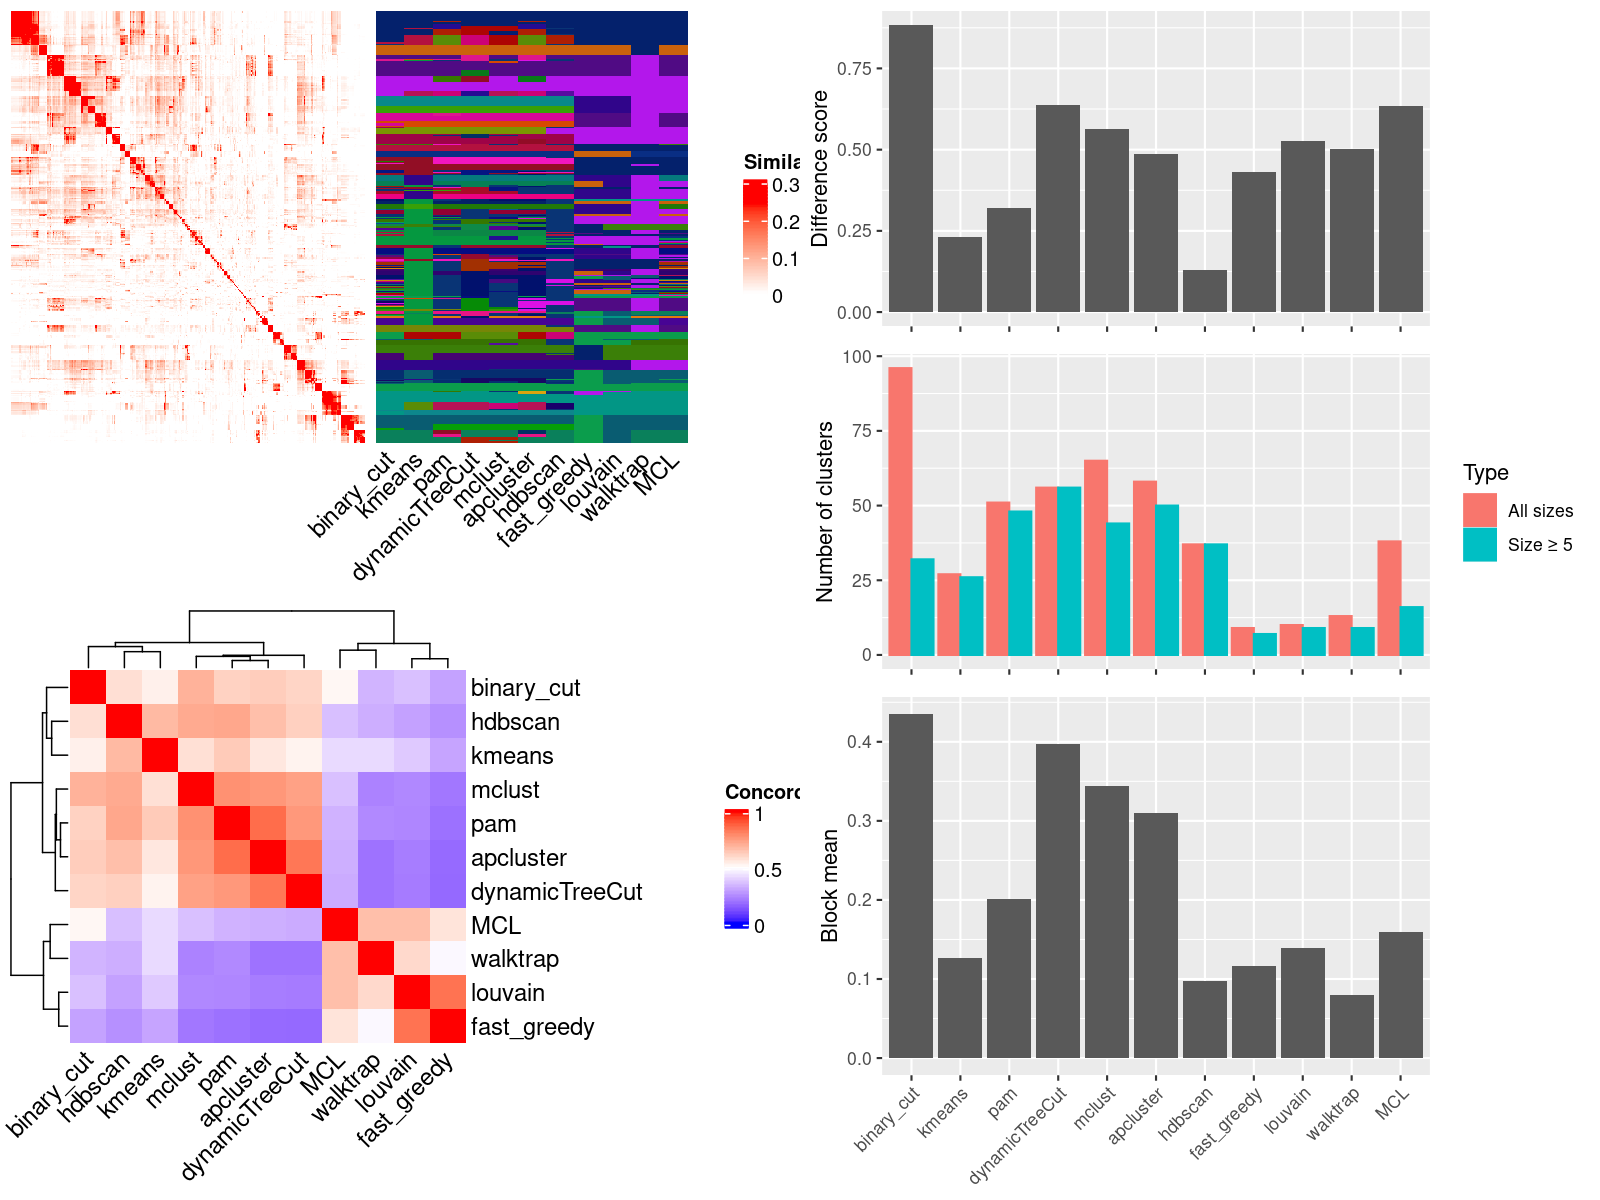 Simila
0.3
0.2
0.1
0
binary_cut
kmeans
pam
dynamicTreeCut
mclust
apcluster
hdbscan
fast_greedy
louvain
walktrap
MCL
binary_cut
hdbscan
kmeans
mclust
pam
apcluster
dynamicTreeCut
MCL
walktrap
louvain
fast_greedy
Concord
1
0.5
0
binary_cut
hdbscan
kmeans
mclust
pam
apcluster
dynamicTreeCut
MCL
walktrap
louvain
fast_greedy
Difference score
0.75
0.50
0.25
0.00
Number of clusters
100
75
50
25
0
Type
All sizes
Size ≥ 5
Block mean
0.4
0.3
0.2
0.1
0.0
binary_cut
kmeans
pam
dynamicTreeCut
mclust
apcluster
hdbscan
fast_greedy
louvain
walktrap
MCL